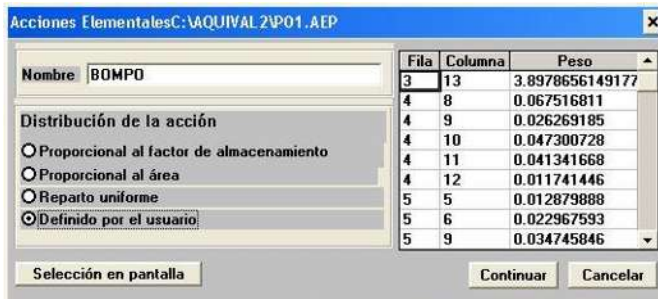 Acciones ElementalesC:\AQUIVAL2\PO1.AEP
Nombre BOMPO
Distribución de la acción
Proporcional al factor de almacenamiento
Proporcional al área
Reparto uniforme
Definido por el usuario
Selección en pantalla
Fila Columna Peso
3 13 3.8978656149177
4 8 0.067516811
4 9 0.026269185
4 10 0.047300728
4 11 0.041341668
4 12 0.011741446
5 5 0.012879888
5 6 0.022967593
5 9 0.034745846
Continuar Cancelar